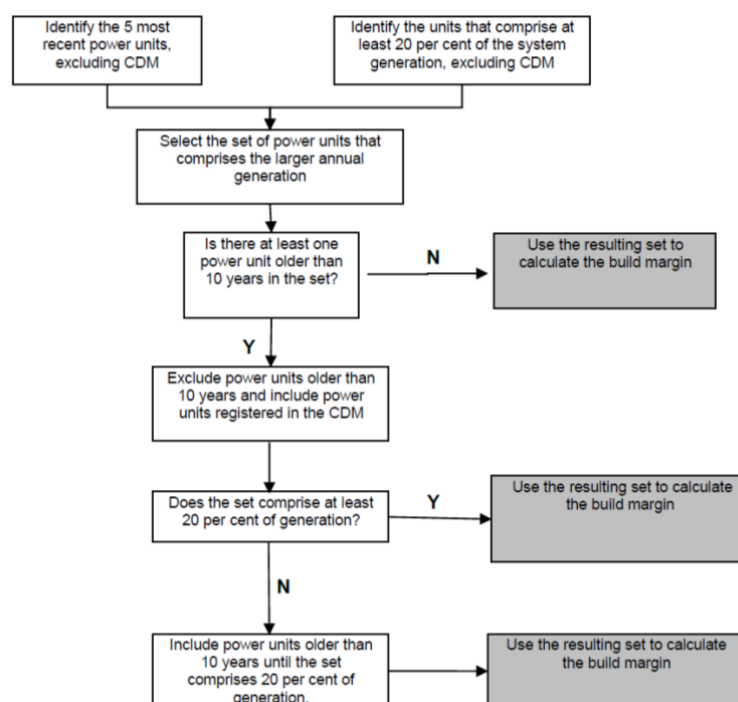 Identify the 5 most
recent power units,
excluding CDM
Identify the units that comprise at
least 20 per cent of the system
generation, excluding CDM
Select the set of power units that
comprises the larger annual
generation
Is there at least one
power unit older than
10 years in the set?
N
Use the resulting set to
calculate the build margin
Y
Exclude power units older than
10 years and include power
units registered in the CDM
Does the set comprise at least
20 per cent of generation?
Y
Use the resulting set to calculate
the build margin
N
Include power units older than
10 years until the set
comprises 20 per cent of
generation.
Use the resulting set to calculate
the build margin